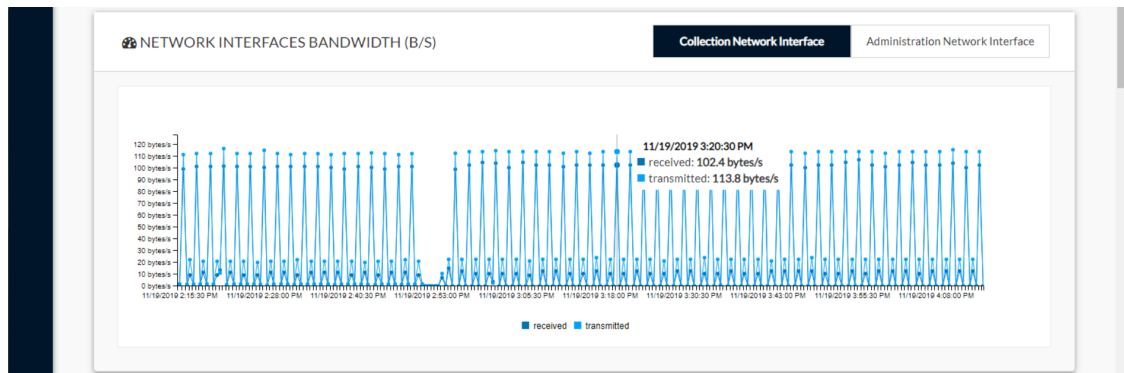 NETWORK INTERFACES BANDWIDTH (B/S)
Collection Network Interface
Administration Network Interface
120 bytes/s
110 bytes/s
100 bytes/s
90 bytes/s
80 bytes/s
70 bytes/s
60 bytes/s
50 bytes/s
40 bytes/s
30 bytes/s
20 bytes/s
10 bytes/s
0 bytes/s
11/19/2019 3:20:30 PM
received: 102.4 bytes/s
transmitted: 113.8 bytes/s
11/19/2019 2:15:30 PM 11/19/2019 2:28:00 PM 11/19/2019 2:40:30 PM 11/19/2019 2:53:00 PM 11/19/2019 3:05:30 PM 11/19/2019 3:18:00 PM 11/19/2019 3:30:30 PM 11/19/2019 3:43:00 PM 11/19/2019 3:55:30 PM 11/19/2019 4:08:00 PM
received transmitted